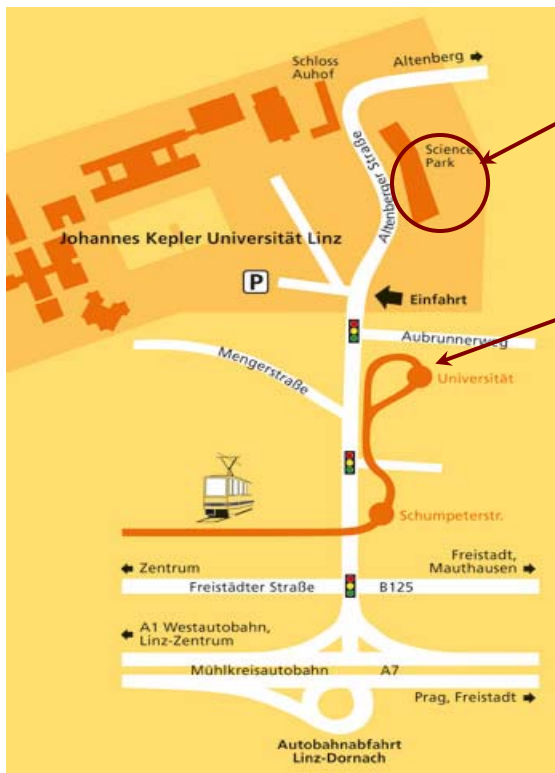 Schloss
Auhof
Altenberg
Science
Park
Altenberger Straße
Johannes Kepler Universität Linz
P
Einfahrt
Aubrunnerweg
Mengerstraße
Universität
Schumpeterstr.
Zentrum
Freistadt,
Mauthausen
Freistädter Straße B125
A1 Westautobahn,
Linz-Zentrum
Mühlkreisautobahn A7
Prag, Freistadt
Autobahnabfahrt
Linz-Dornach